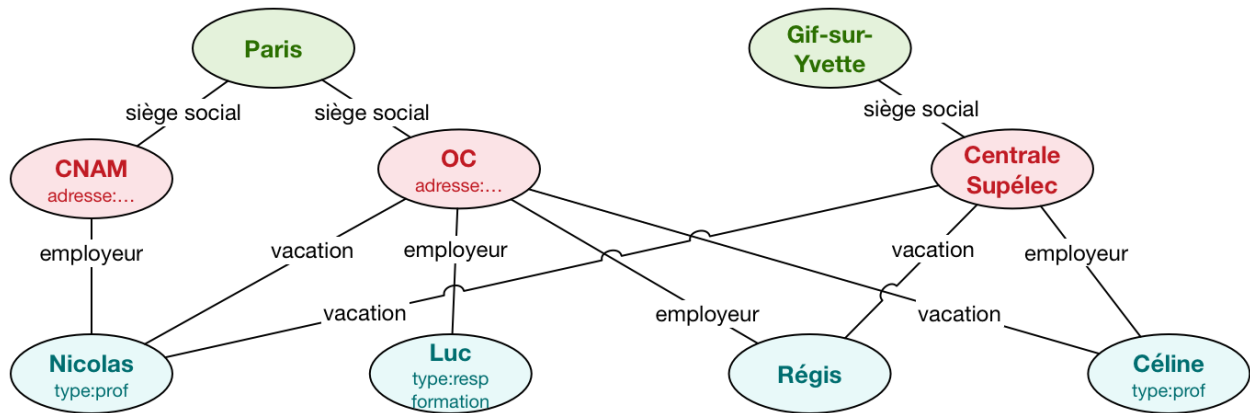 Paris
Gif-sur-
Yvette
siège social
siège social
siège social
CNAM
adresse:...
OC
adresse:...
Centrale
Supélec
employeur
vacation
employeur
vacation
employeur
vacation
employeur
vacation
Nicolas
type:prof
Luc
type:resp
formation
Régis
Céline
type:prof